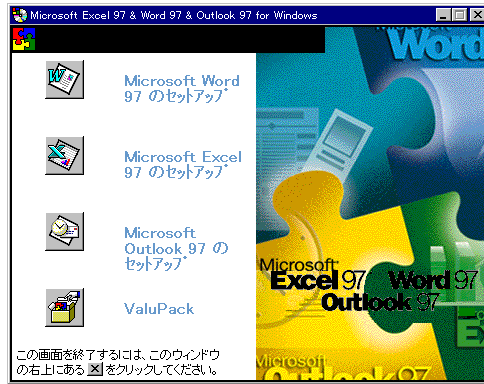 Microsoft Excel 97 & Word 97 & Outlook 97 for Windows
Microsoft Word
97 のｾｯﾄｱｯﾌﾟ
Microsoft Excel
97 のｾｯﾄｱｯﾌﾟ
Microsoft
Outlook 97 の
ｾｯﾄｱｯﾌﾟ
ValuPack
この画面を終了するには、このウィンドウ
の右上にある×をクリックしてください。
Microsoft
Word
Microsoft
Excel 97 Word 97
Outlook 97
Microsoft